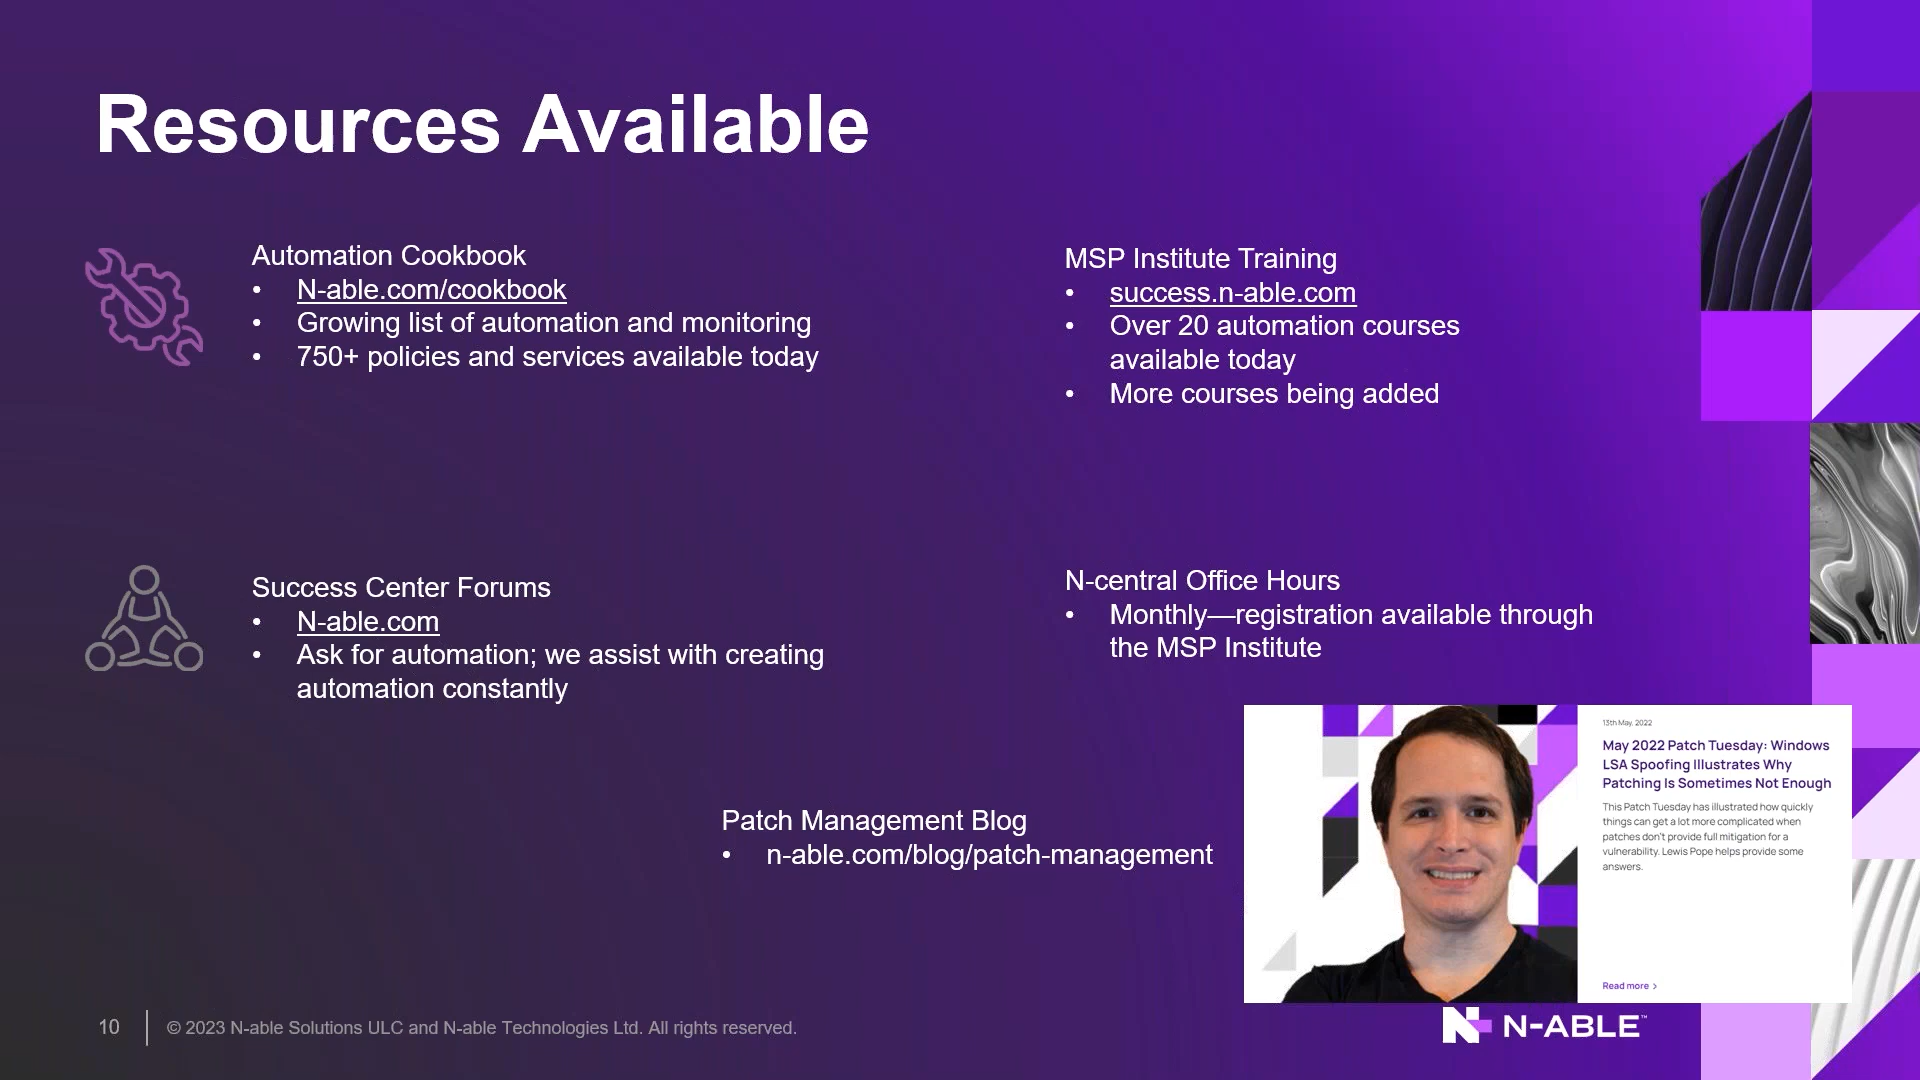 Resources Available
Automation Cookbook
• N-able.com/cookbook
• Growing list of automation and monitoring
• 750+ policies and services available today
MSP Institute Training
• success.n-able.com
• Over 20 automation courses
available today
• More courses being added
Success Center Forums
• N-able.com
• Ask for automation; we assist with creating
automation constantly
N-central Office Hours
• Monthly—registration available through
the MSP Institute
Patch Management Blog
• n-able.com/blog/patch-management
13th May, 2022
May 2022 Patch Tuesday: Windows
LSA Spoofing Illustrates Why
Patching Is Sometimes Not Enough
This Patch Tuesday has illustrated how quickly
things can get a lot more complicated when
patches don't provide full mitigation for a
vulnerability. Lewis Pope helps provide some
answers.
Read more >
10
© 2023 N-able Solutions ULC and N-able Technologies Ltd. All rights reserved.
N-ABLE™